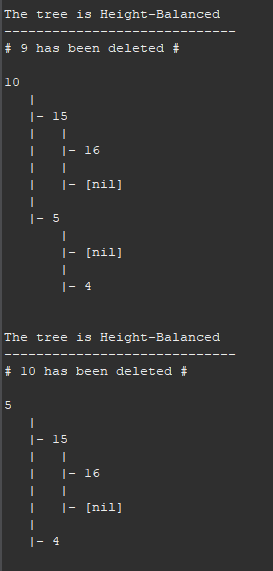 The tree is Height-Balanced
-----------------------------
# 9 has been deleted #
10
   |
   |- 15
   |   |
   |   |- 16
   |   |
   |   |- [nil]
   |
   |- 5
       |
       |- [nil]
       |
       |- 4
The tree is Height-Balanced
-----------------------------
# 10 has been deleted #
5
   |
   |- 15
   |   |
   |   |- 16
   |   |
   |   |- [nil]
   |
   |- 4